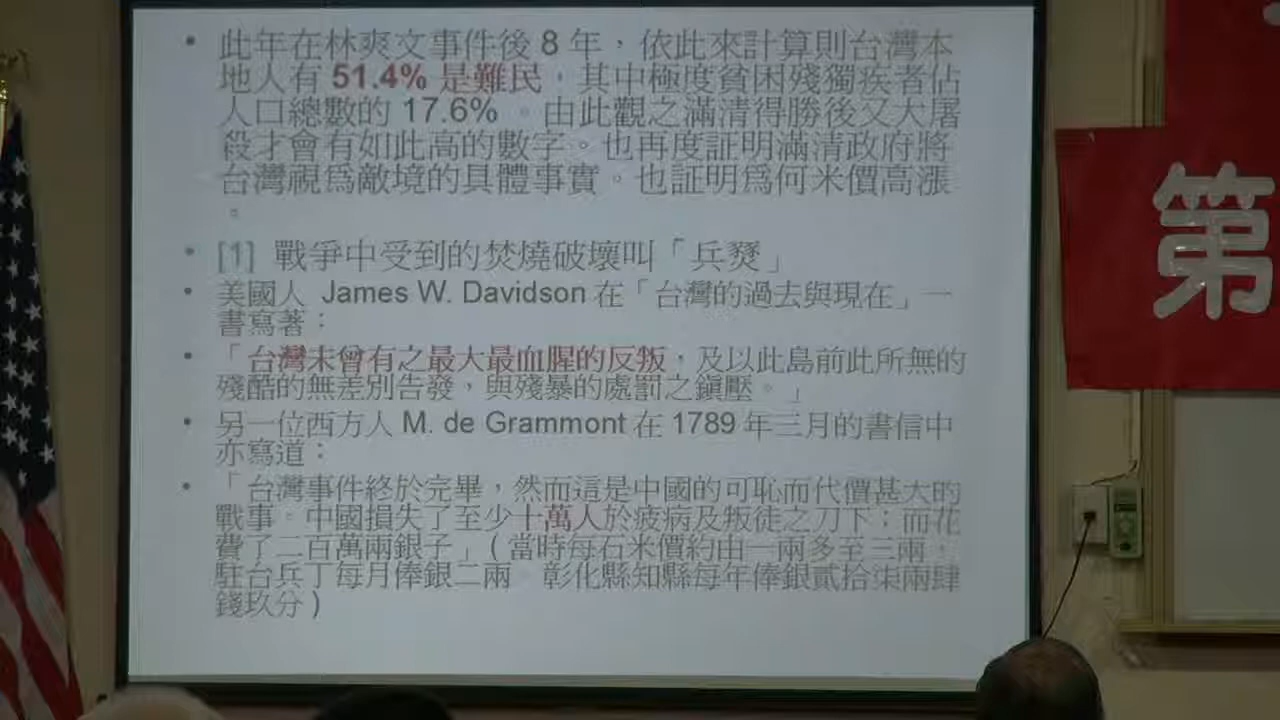 • 此年在林爽文事件後 8 年，依此來計算則台灣本
地人有 51.4% 是難民，其中極度貧困殘獨疾者佔
人口總數的 17.6% 。由此觀之滿清得勝後又大屠
殺才會有如此高的數字。也再度証明滿清政府將
台灣視為敵境的具體事實。也証明為何米價高漲
。
• [1] 戰爭中受到的焚燒破壞叫「兵燹」
• 美國人 James W. Davidson 在「台灣的過去與現在」一
書寫著：
• 「台灣未曾有之最大最血腥的反叛，及以此島前此所無的
殘酷的無差別告發，與殘暴的處罰之鎮壓。」
• 另一位西方人 M. de Grammont 在 1789 年三月的書信中
亦寫道：
• 「台灣事件終於完畢，然而這是中國的可恥而代價甚大的
戰事。中國損失了至少十萬人於疲病及叛徒之刀下；而花
費了二百萬兩銀子」(當時每石米價約由一兩多至三兩，
駐台兵丁每月俸銀二兩。彰化縣知縣每年俸銀貳拾柒兩肆
錢玖分)
第